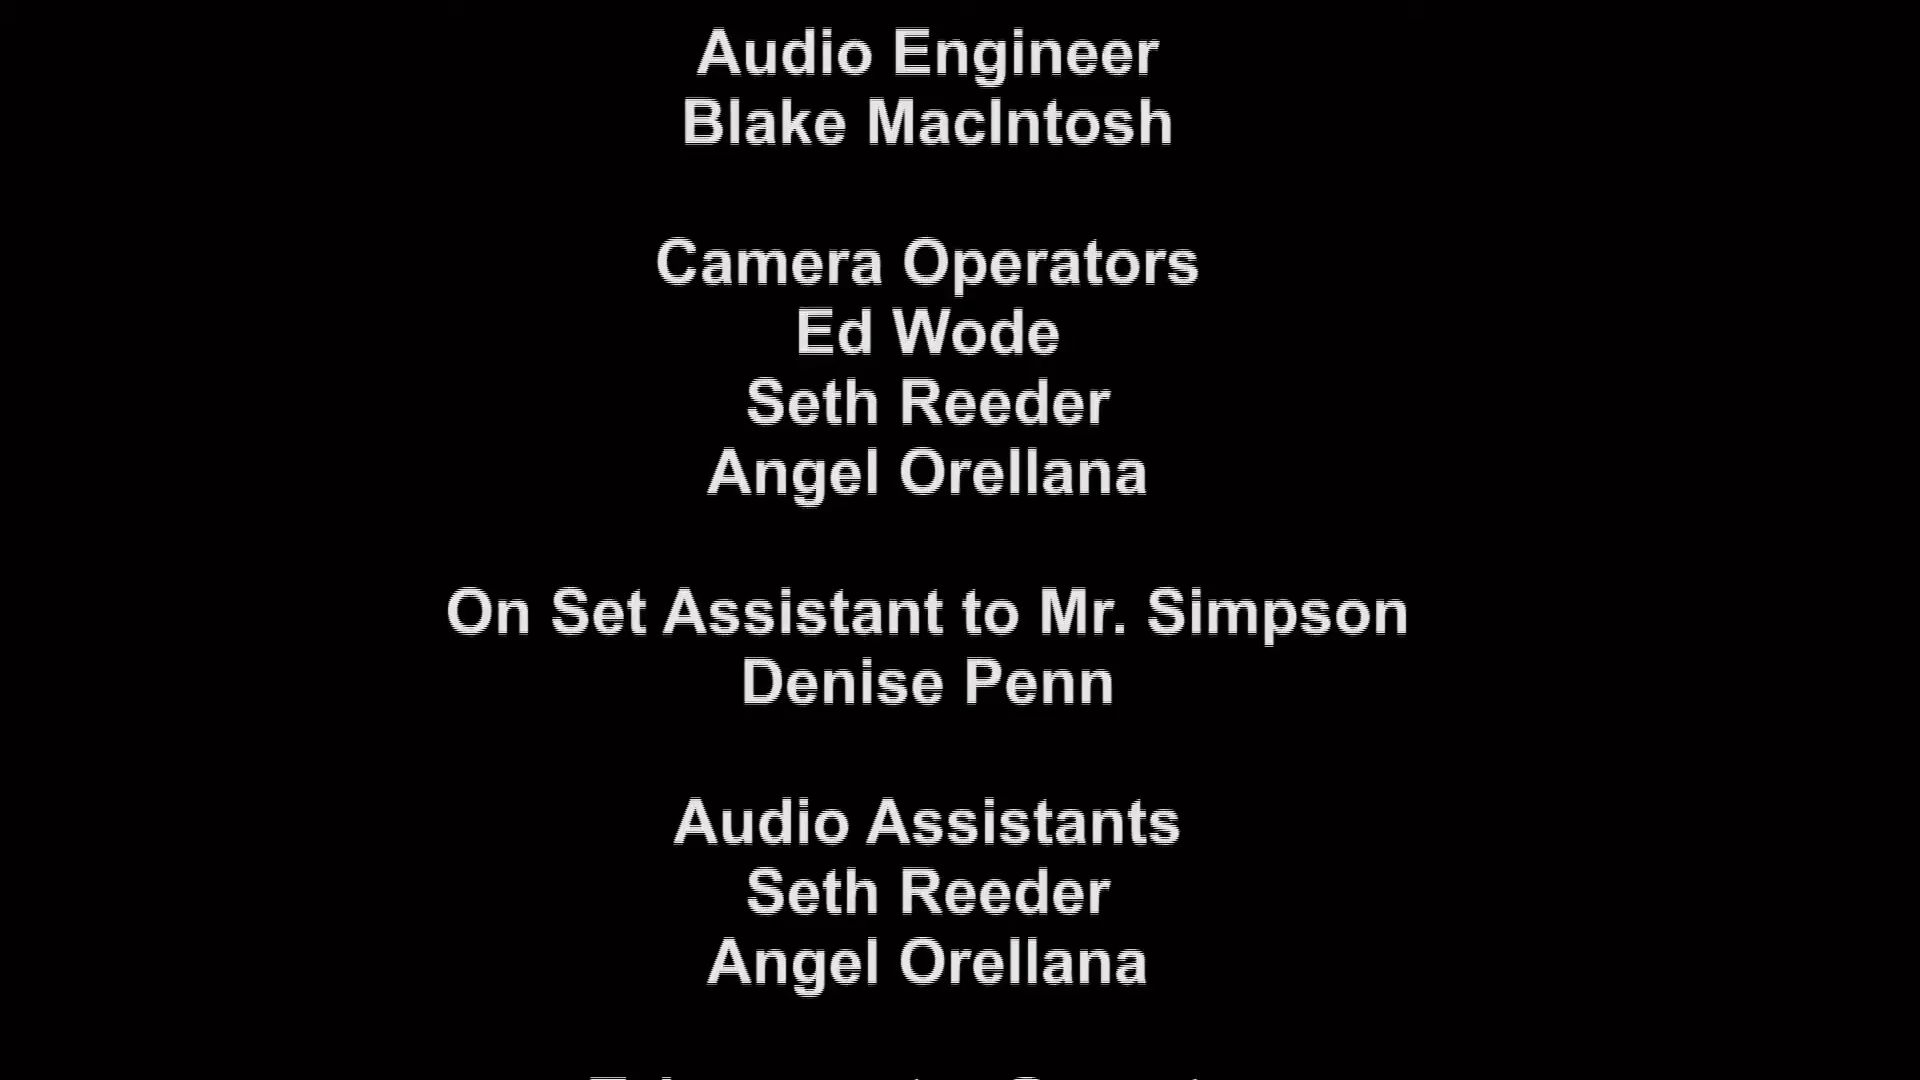 Audio Engineer
Blake MacIntosh
Camera Operators
Ed Wode
Seth Reeder
Angel Orellana
On Set Assistant to Mr. Simpson
Denise Penn
Audio Assistants
Seth Reeder
Angel Orellana